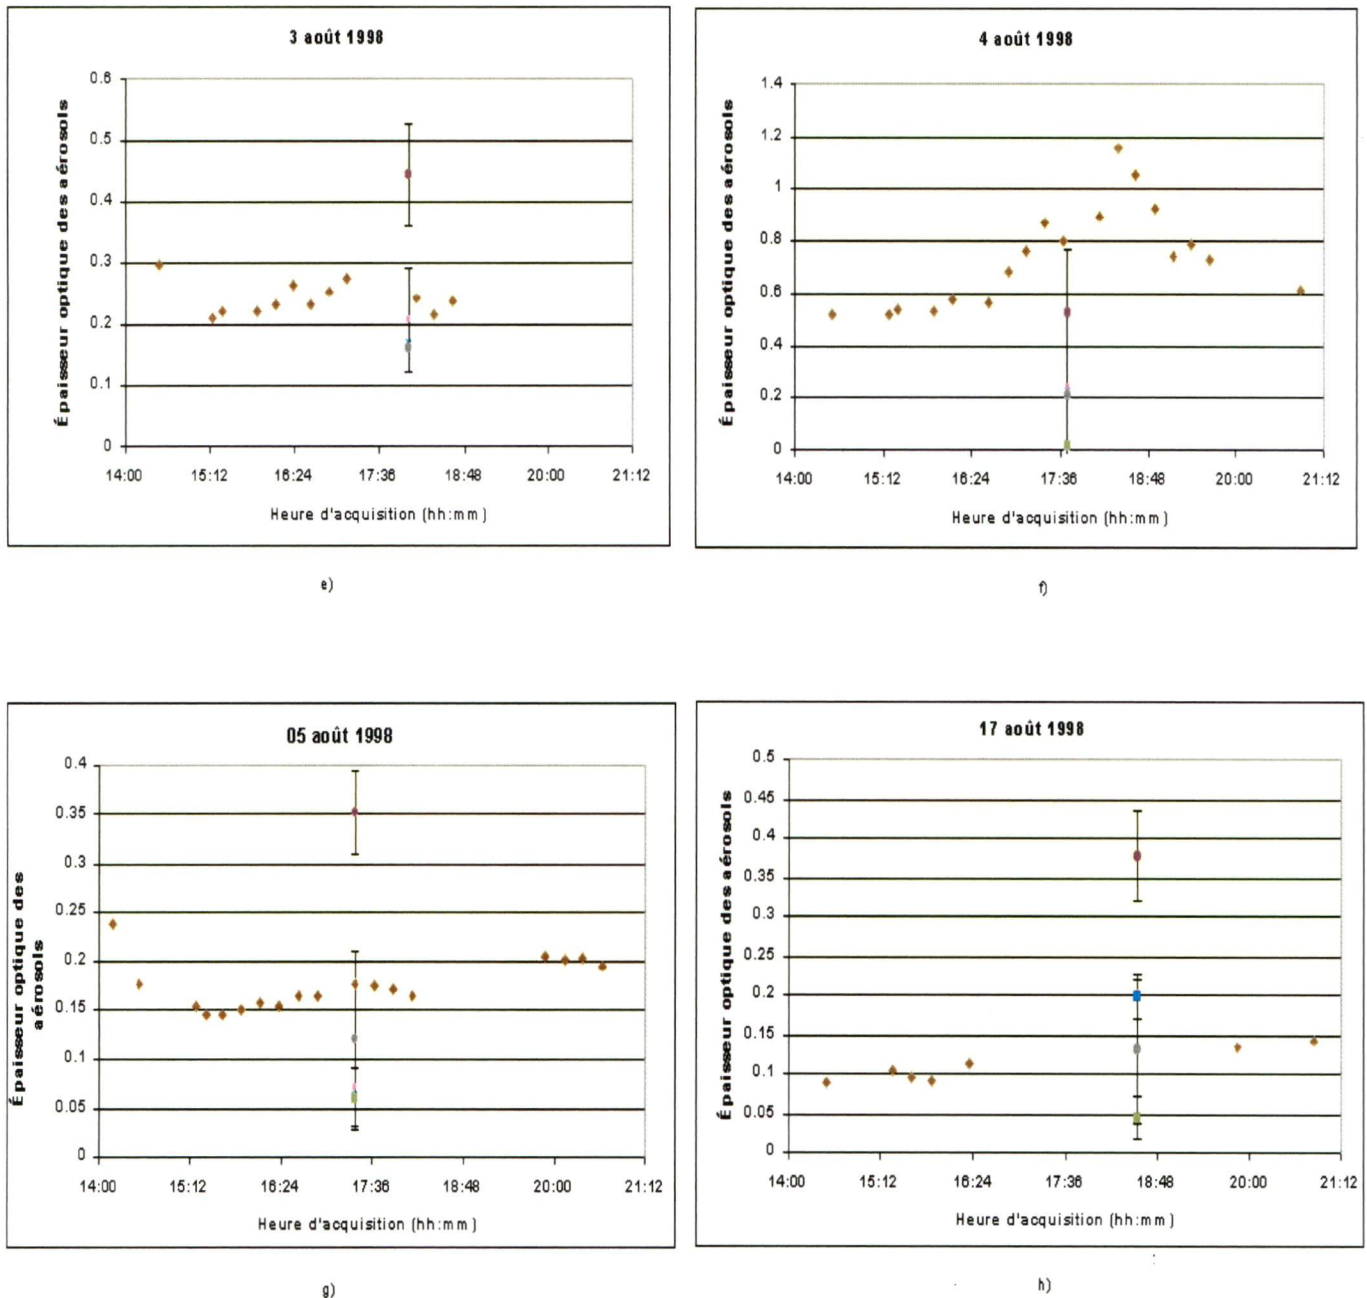 3 août 1998
Épaisseur optique des aérosols
0.6
0.5
0.4
0.3
0.2
0.1
0
14:00 15:12 16:24 17:36 18:48 20:00 21:12
Heure d'acquisition (hh:mm)
e)
4 août 1998
Épaisseur optique des aérosols
1.4
1.2
1
0.8
0.6
0.4
0.2
0
14:00 15:12 16:24 17:36 18:48 20:00 21:12
Heure d'acquisition (hh:mm)
f)
05 août 1998
Épaisseur optique des
aérosols
0.4
0.35
0.3
0.25
0.2
0.15
0.1
0.05
0
14:00 15:12 16:24 17:36 18:48 20:00 21:12
Heure d'acquisition (hh:mm)
g)
17 août 1998
Épaisseur optique des aérosols
0.5
0.45
0.4
0.35
0.3
0.25
0.2
0.15
0.1
0.05
0
14:00 15:12 16:24 17:36 18:48 20:00 21:12
Heure d'acquisition (hh:mm)
h)